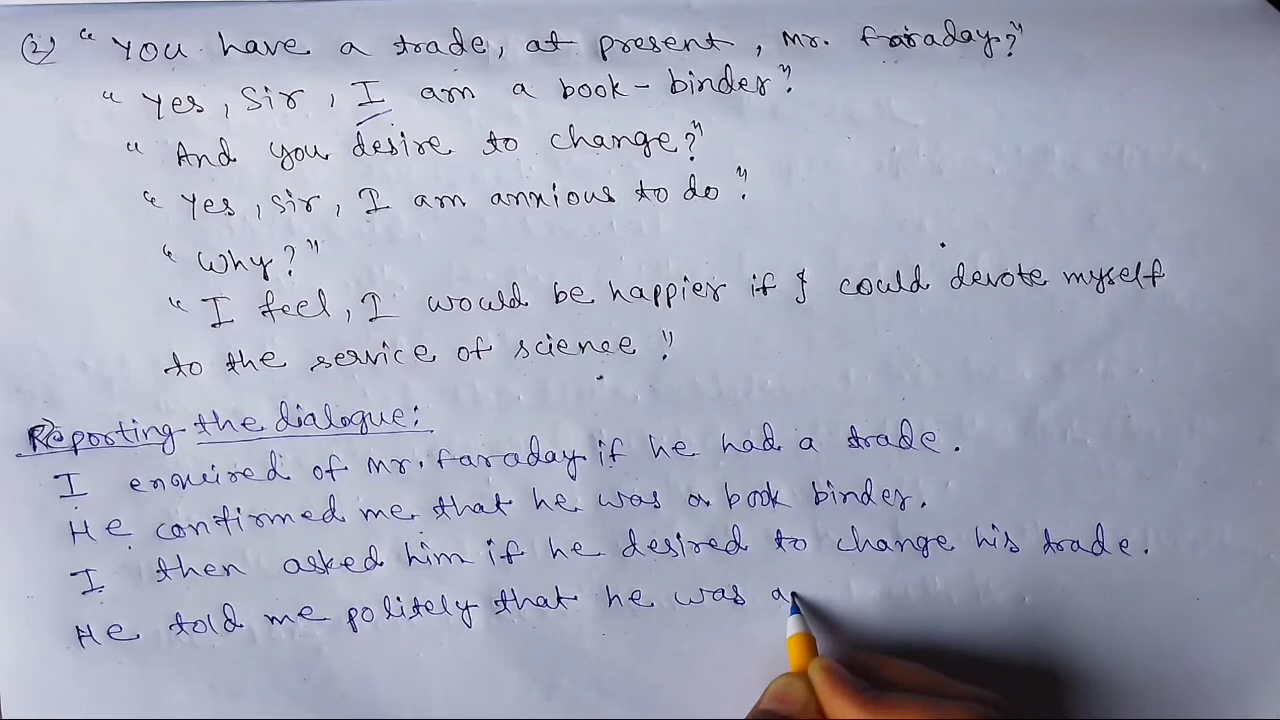 (2) "You have a trade, at present, Mr. Faraday?"
"Yes, Sir, I am a book-binder".
"And you desire to change?"
"Yes, Sir, I am anxious to do".
"Why?"
"I feel, I would be happier if I could devote myself
to the service of science".
Reporting the dialogue:
I enquired of Mr. Faraday if he had a trade.
He confirmed me that he was a book binder.
I then asked him if he desired to change his trade.
He told me politely that he was a